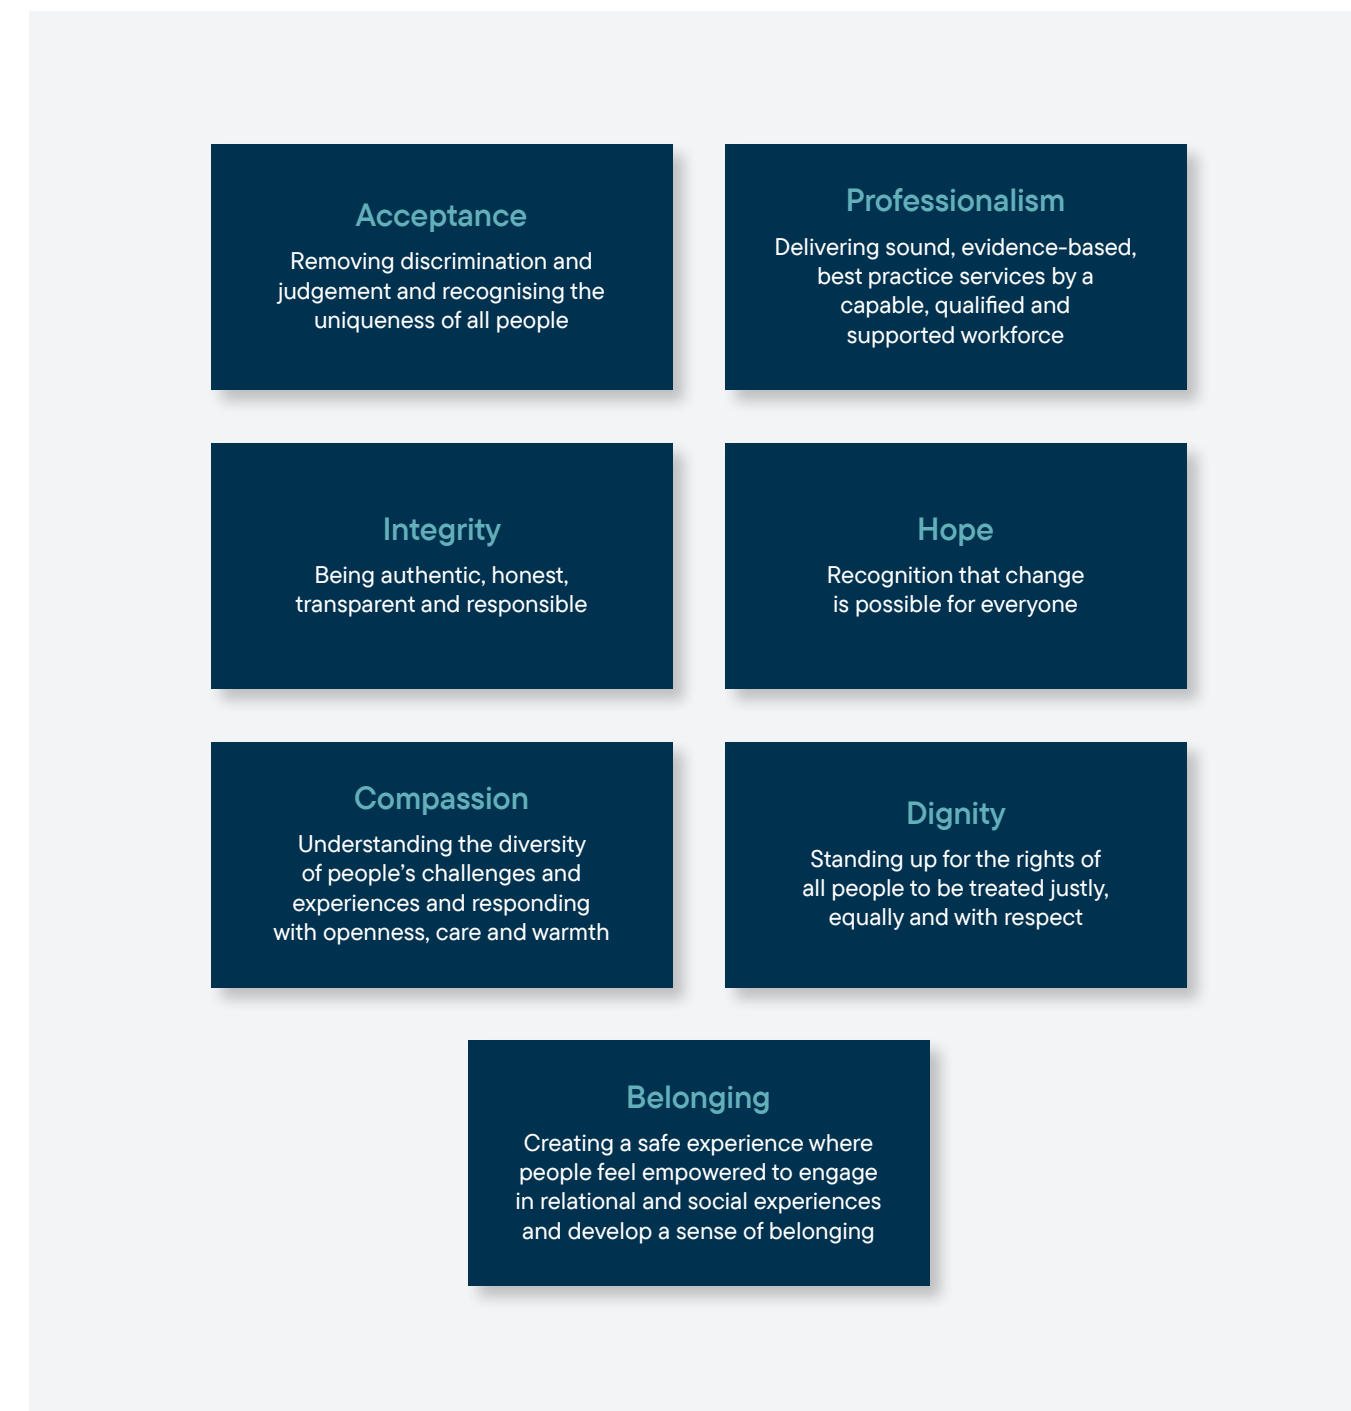 Acceptance
Removing discrimination and
judgement and recognising the
uniqueness of all people
Professionalism
Delivering sound, evidence-based,
best practice services by a
capable, qualified and
supported workforce
Integrity
Being authentic, honest,
transparent and responsible
Hope
Recognition that change
is possible for everyone
Compassion
Understanding the diversity
of people’s challenges and
experiences and responding
with openness, care and warmth
Dignity
Standing up for the rights of
all people to be treated justly,
equally and with respect
Belonging
Creating a safe experience where
people feel empowered to engage
in relational and social experiences
and develop a sense of belonging